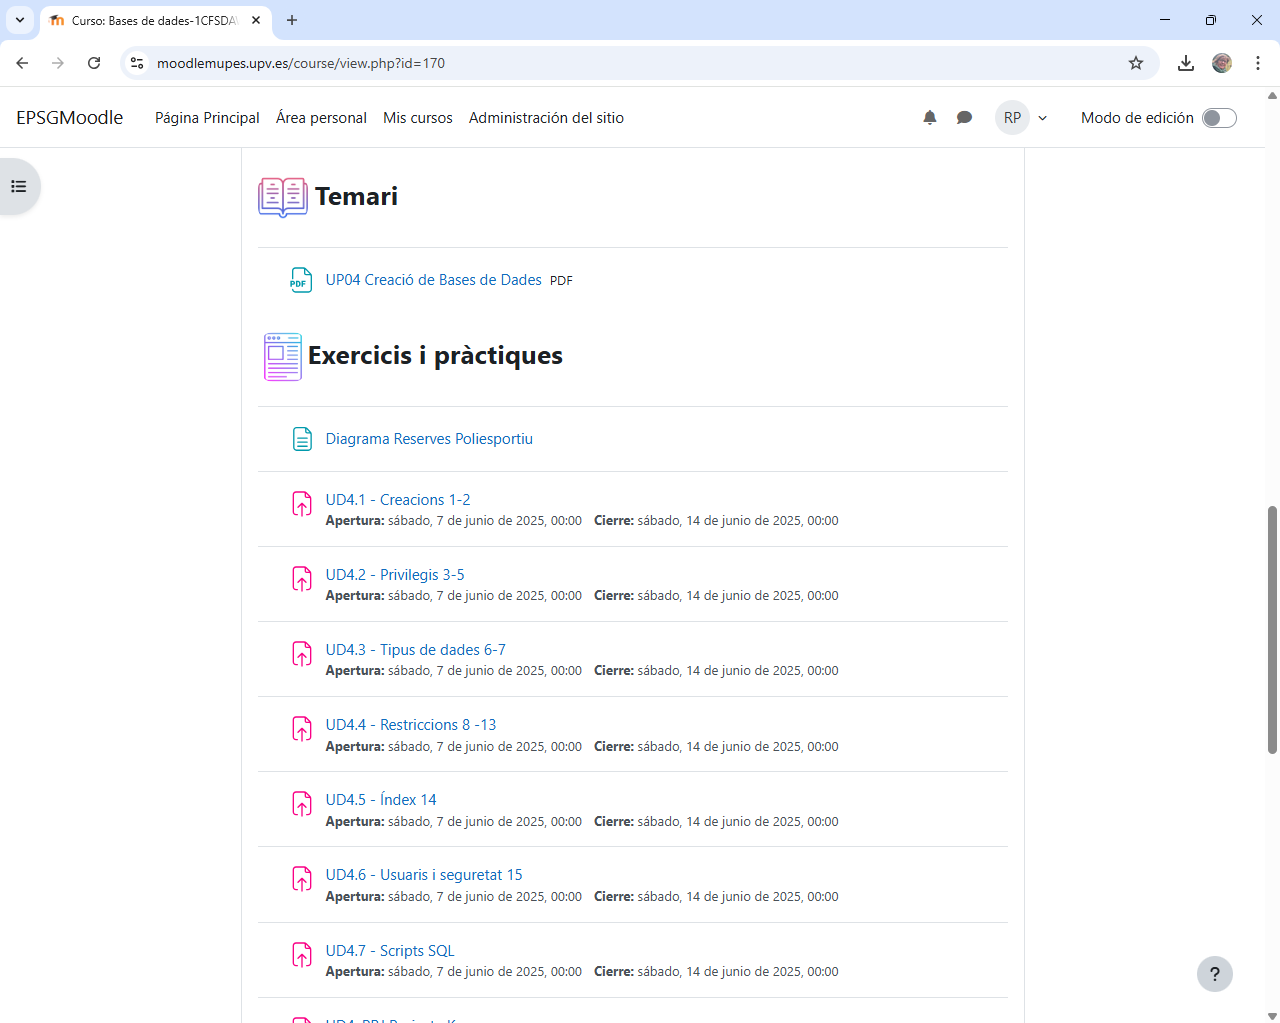 Curso: Bases de dades-1CFSDA
moodlemupes.upv.es/course/view.php?id=170
EPSGMoodle Página Principal Área personal Mis cursos Administración del sitio RP Modo de edición
Temari
PDF UP04 Creació de Bases de Dades PDF
Exercicis i pràctiques
Diagrama Reserves Poliesportiu
UD4.1 - Creacions 1-2
Apertura: sábado, 7 de junio de 2025, 00:00 Cierre: sábado, 14 de junio de 2025, 00:00
UD4.2 - Privilegis 3-5
Apertura: sábado, 7 de junio de 2025, 00:00 Cierre: sábado, 14 de junio de 2025, 00:00
UD4.3 - Tipus de dades 6-7
Apertura: sábado, 7 de junio de 2025, 00:00 Cierre: sábado, 14 de junio de 2025, 00:00
UD4.4 - Restriccions 8 -13
Apertura: sábado, 7 de junio de 2025, 00:00 Cierre: sábado, 14 de junio de 2025, 00:00
UD4.5 - Índex 14
Apertura: sábado, 7 de junio de 2025, 00:00 Cierre: sábado, 14 de junio de 2025, 00:00
UD4.6 - Usuaris i seguretat 15
Apertura: sábado, 7 de junio de 2025, 00:00 Cierre: sábado, 14 de junio de 2025, 00:00
UD4.7 - Scripts SQL
Apertura: sábado, 7 de junio de 2025, 00:00 Cierre: sábado, 14 de junio de 2025, 00:00
?